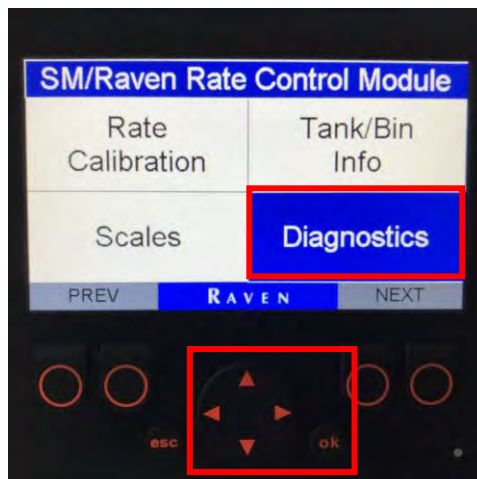 SM/Raven Rate Control Module
Rate
Calibration
Tank/Bin
Info
Scales
Diagnostics
PREV
RAVEN
NEXT
esc
ok